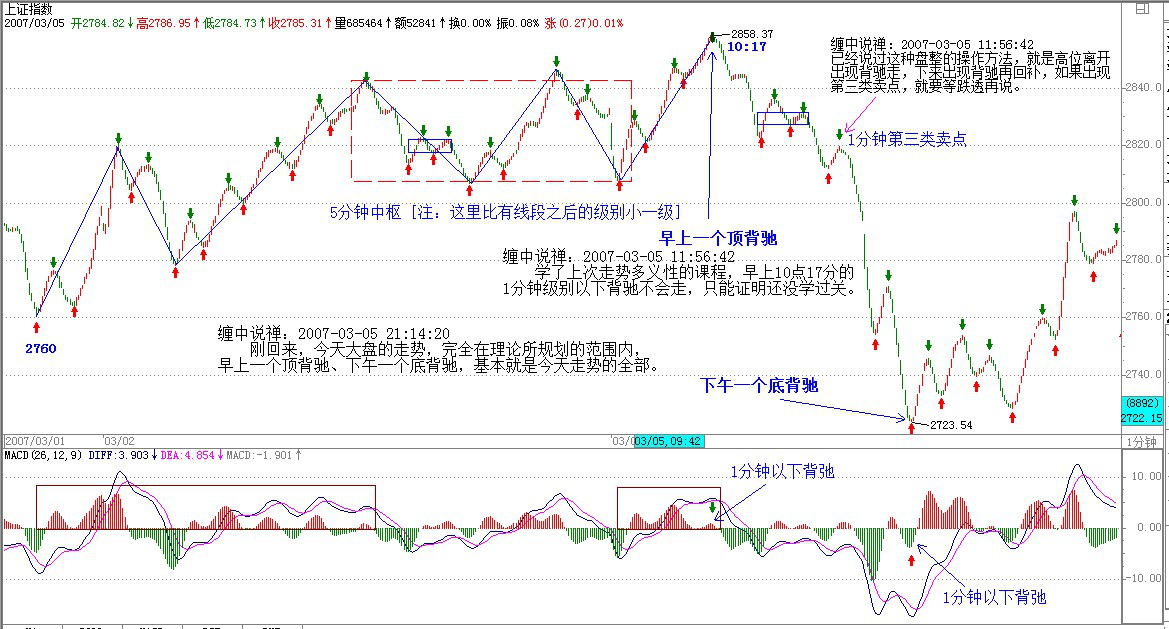 上证指数
2007/03/05 开2784.82↓高2786.95↑低2784.73↑收2785.31↑量685464↑额52841↑换0.00% 振0.08% 涨(0.27)0.01%
2858.37
10:17
缠中说禅：2007-03-05 11:56:42
已经说过这种盘整的操作方法，就是高位离开
出现背驰走，下来出现背驰再回补，如果出现
第三类卖点，就要等跌透再说。
2840.0
1分钟第三类卖点
2820.0
2800.0
5分钟中枢 [注：这里比有线段之后的级别小一级]
早上一个顶背驰
缠中说禅：2007-03-05 11:56:42
学了上次走势多义性的课程，早上10点17分的
1分钟级别以下背驰不会走，只能证明还没学过关。
2780.0
2760.0
缠中说禅：2007-03-05 21:14:20
刚回来，今天大盘的走势，完全在理论所规划的范围内，
早上一个顶背驰、下午一个底背驰，基本就是今天走势的全部。
2760
2740.0
下午一个底背驰
(8892)
2722.15
2723.54
2007/03/01 03/02 03/0 03/05,09:42 1分钟
MACD(26,12,9) DIFF:3.903↓DEA:4.854↓MACD:-1.901↑
1分钟以下背弛
10.00
0.00
-10.00
1分钟以下背弛